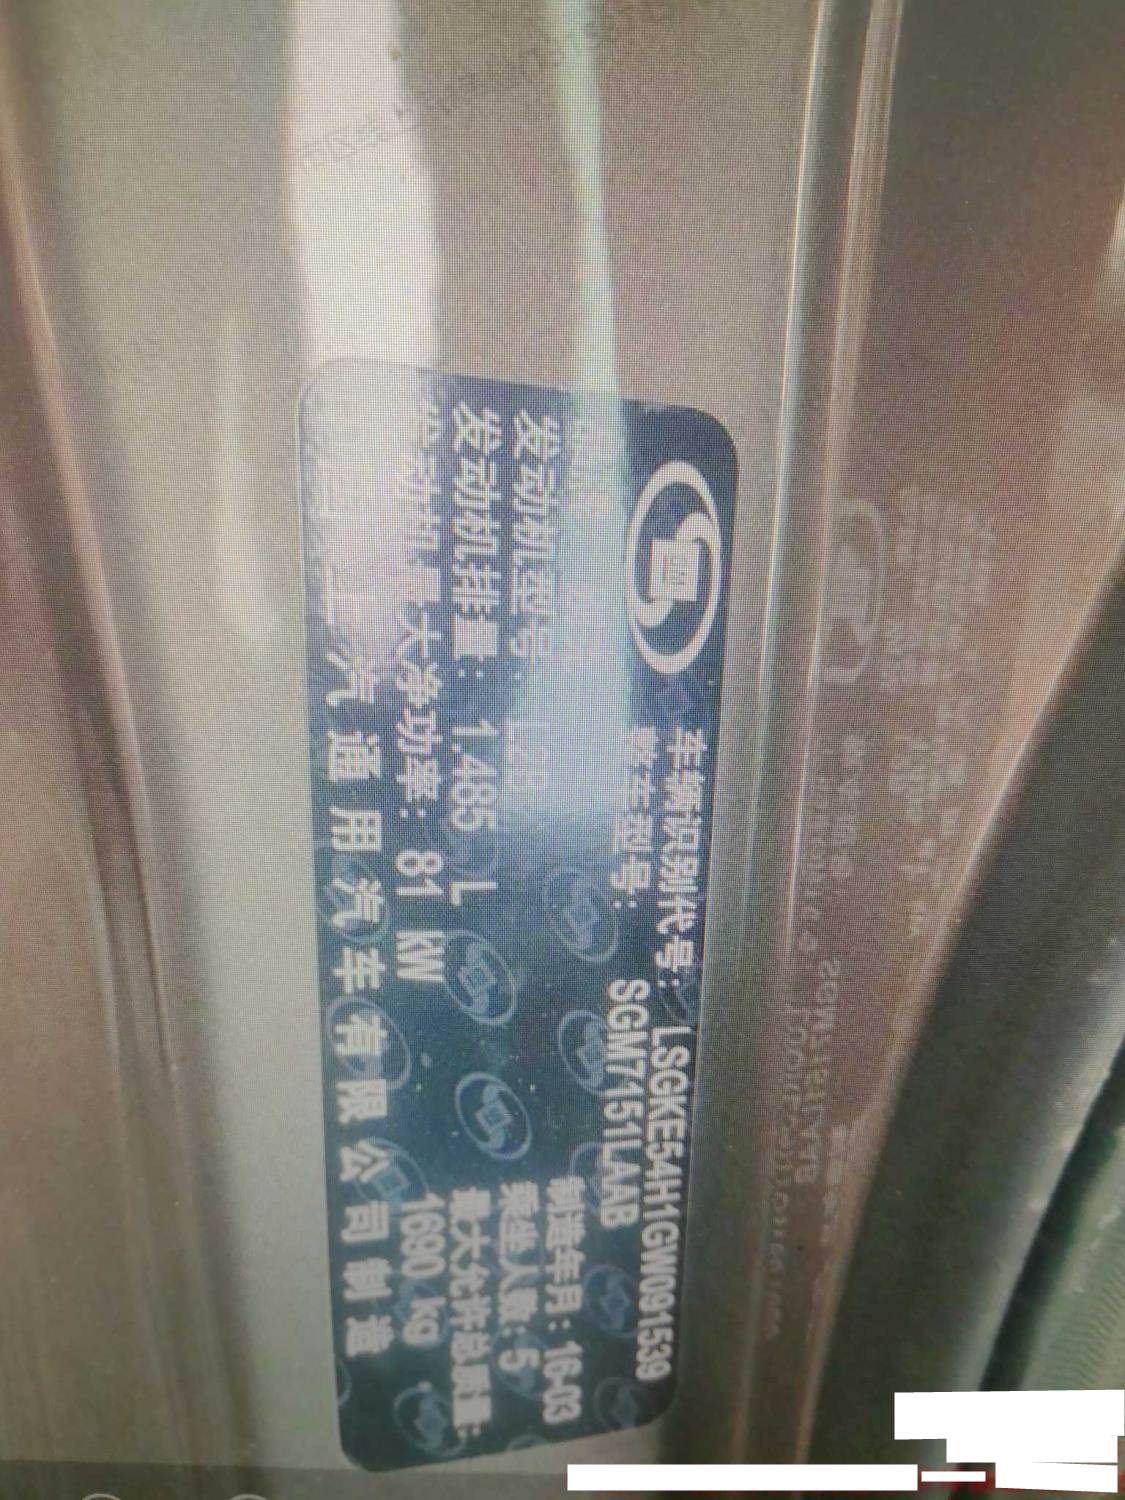 车辆识别代号：LSGKE54H1GW091539
整车型号：SGM7151LAAB
发动机型号：L2B
制造年月：16-03
发动机排量：1.485 L
乘坐人数：5
发动机最大净功率：81 kW
最大允许总质量：
1690 kg
上汽通用汽车有限公司制造